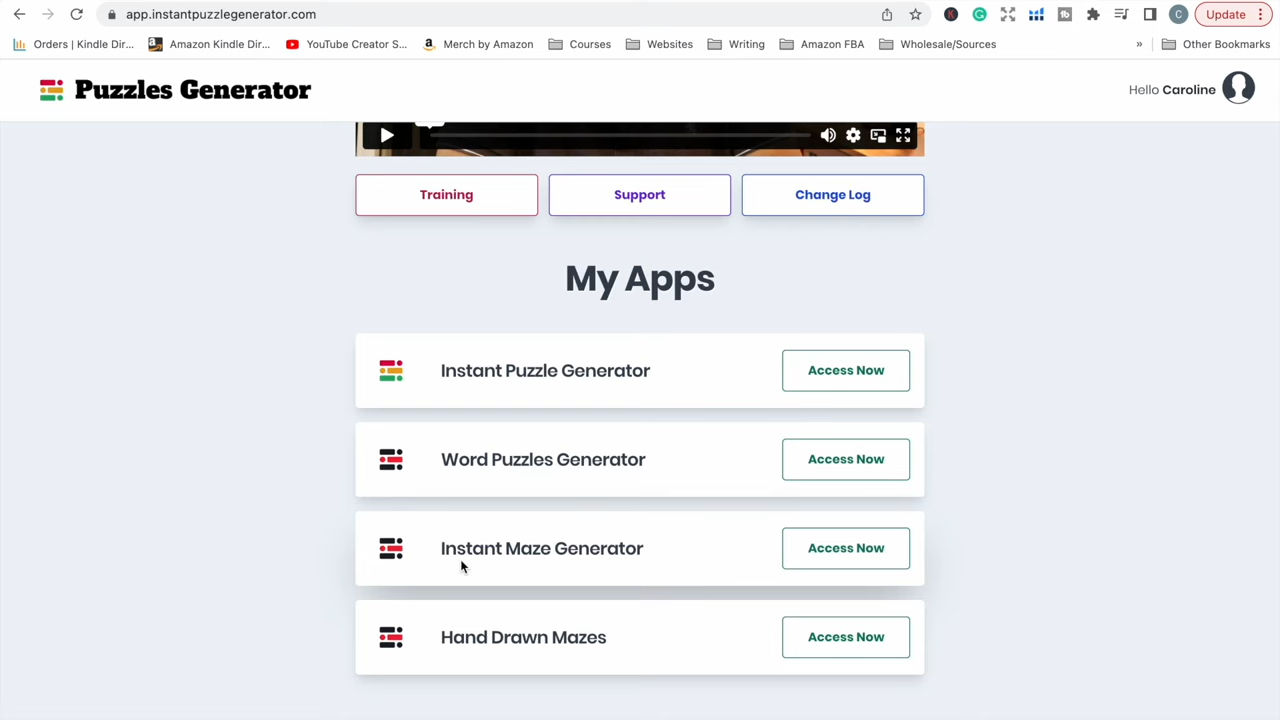 app.instantpuzzlegenerator.com
Update
Orders | Kindle Dir...
Amazon Kindle Dir...
YouTube Creator S...
Merch by Amazon
Courses
Websites
Writing
Amazon FBA
Wholesale/Sources
»
Other Bookmarks
Puzzles Generator
Hello Caroline
Training
Support
Change Log
My Apps
Instant Puzzle Generator
Access Now
Word Puzzles Generator
Access Now
Instant Maze Generator
Access Now
Hand Drawn Mazes
Access Now